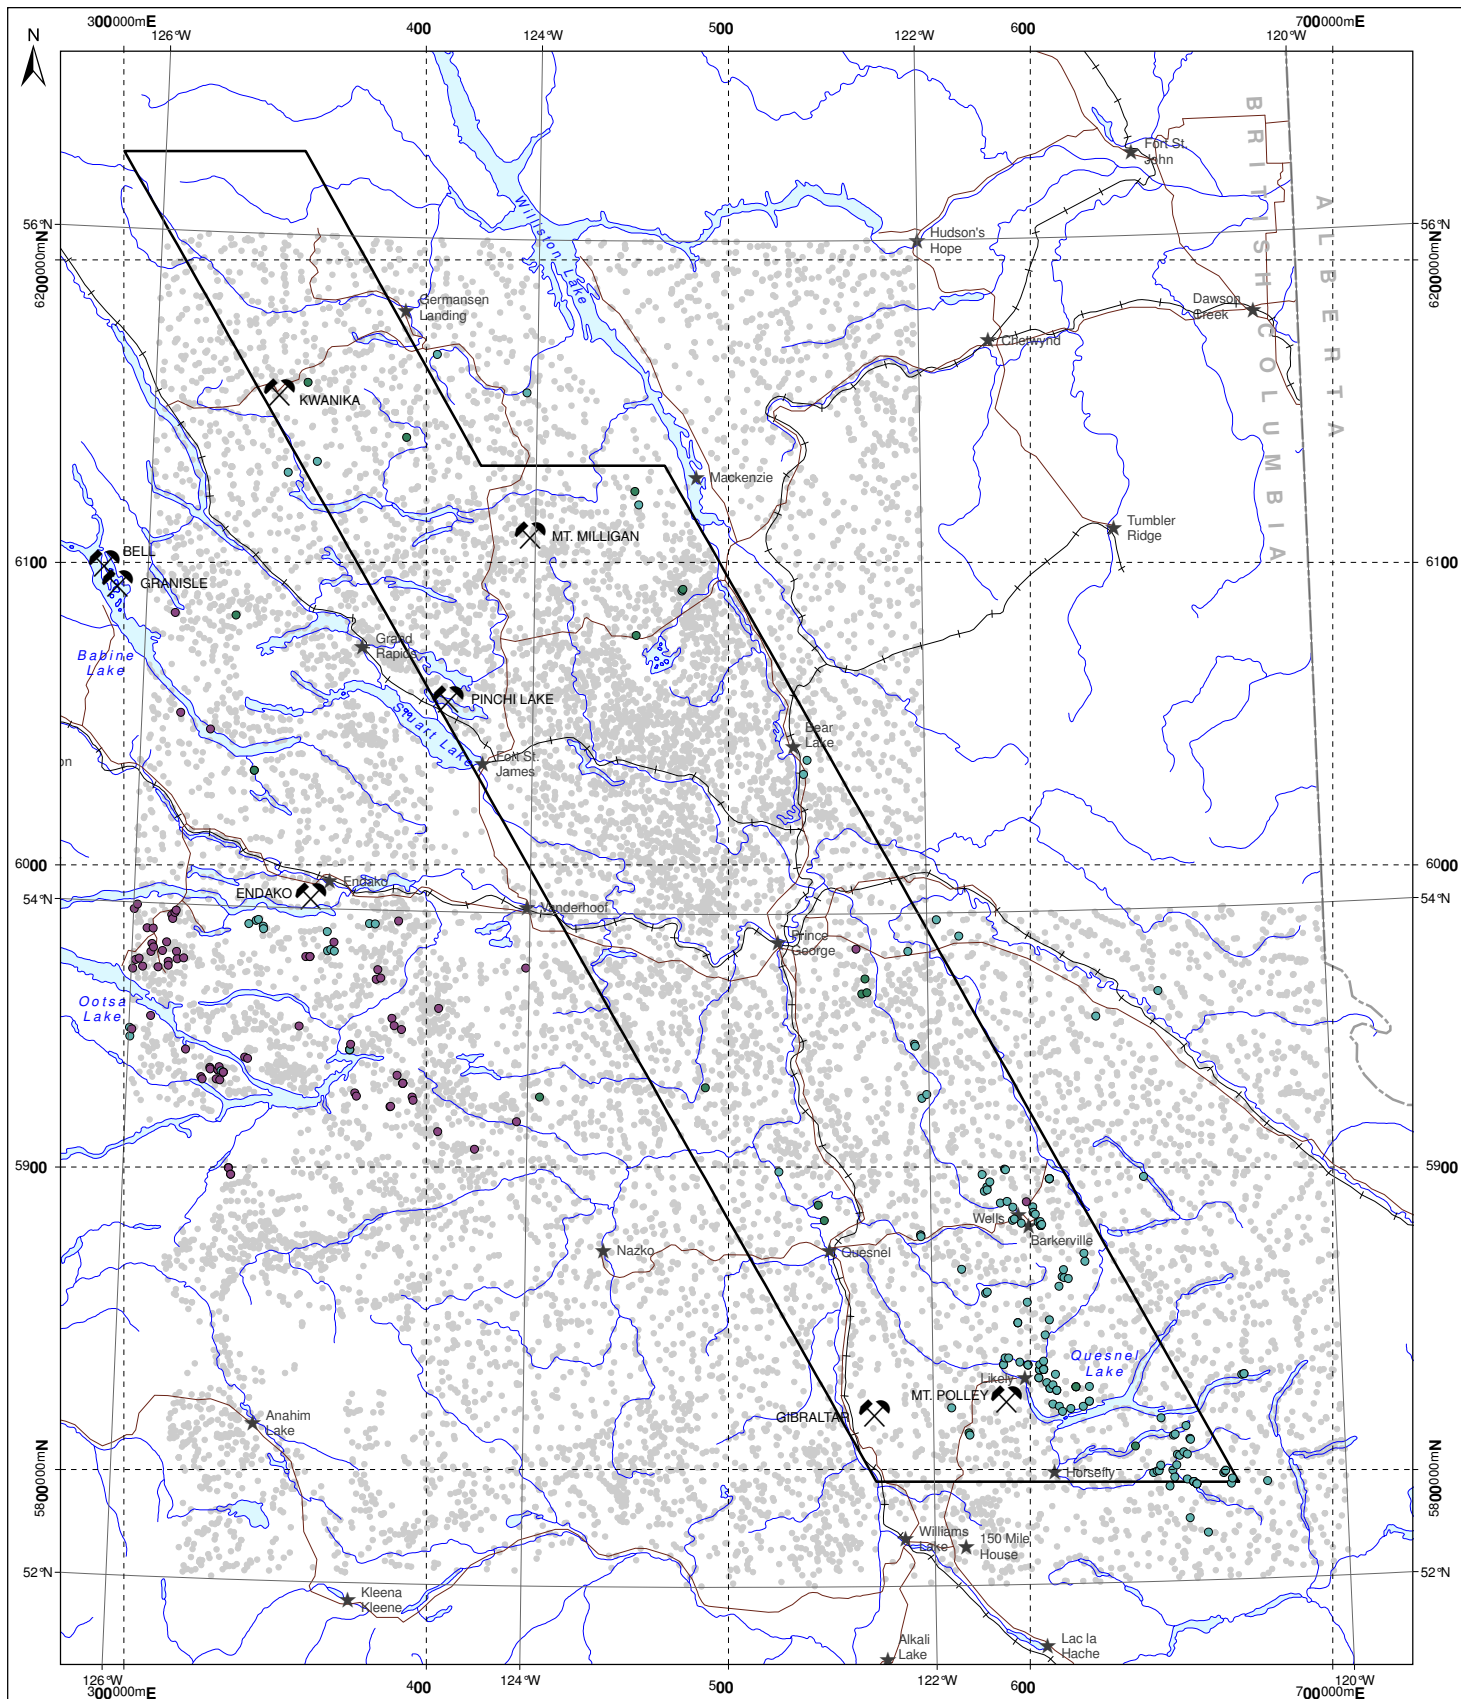 300000mE
400
500
600
700000mE
126°W
124°W
122°W
120°W
N
BRITISH COLUMBIA
ALBERTA
Fort St.
John
Williston Lake
56°N
56°N
Hudson's
Hope
6200000mN
6200000mN
Germansen
Landing
Dawson
Creek
Chetwynd
KWANIKA
Mackenzie
Tumbler
Ridge
MT. MILLIGAN
BELL
6100
6100
GRANISLE
Grand
Rapids
Babine
Lake
PINCHI LAKE
Stuart Lake
Bear
Lake
Fort St.
James
on
6000
6000
Endako
ENDAKO
54°N
54°N
Vanderhoof
Prince
George
Ootsa
Lake
5900
5900
Wells
Barkerville
Nazko
Quesnel
Quesnel
Lake
Likely
MT. POLLEY
GIBRALTAR
Anahim
Lake
Horsefly
5800000mN
5800000mN
Williams
Lake
150 Mile
House
52°N
52°N
Kleena
Kleene
Alkali
Lake
Lac la
Hache
126°W
124°W
122°W
120°W
300000mE
400
500
600
700000mE